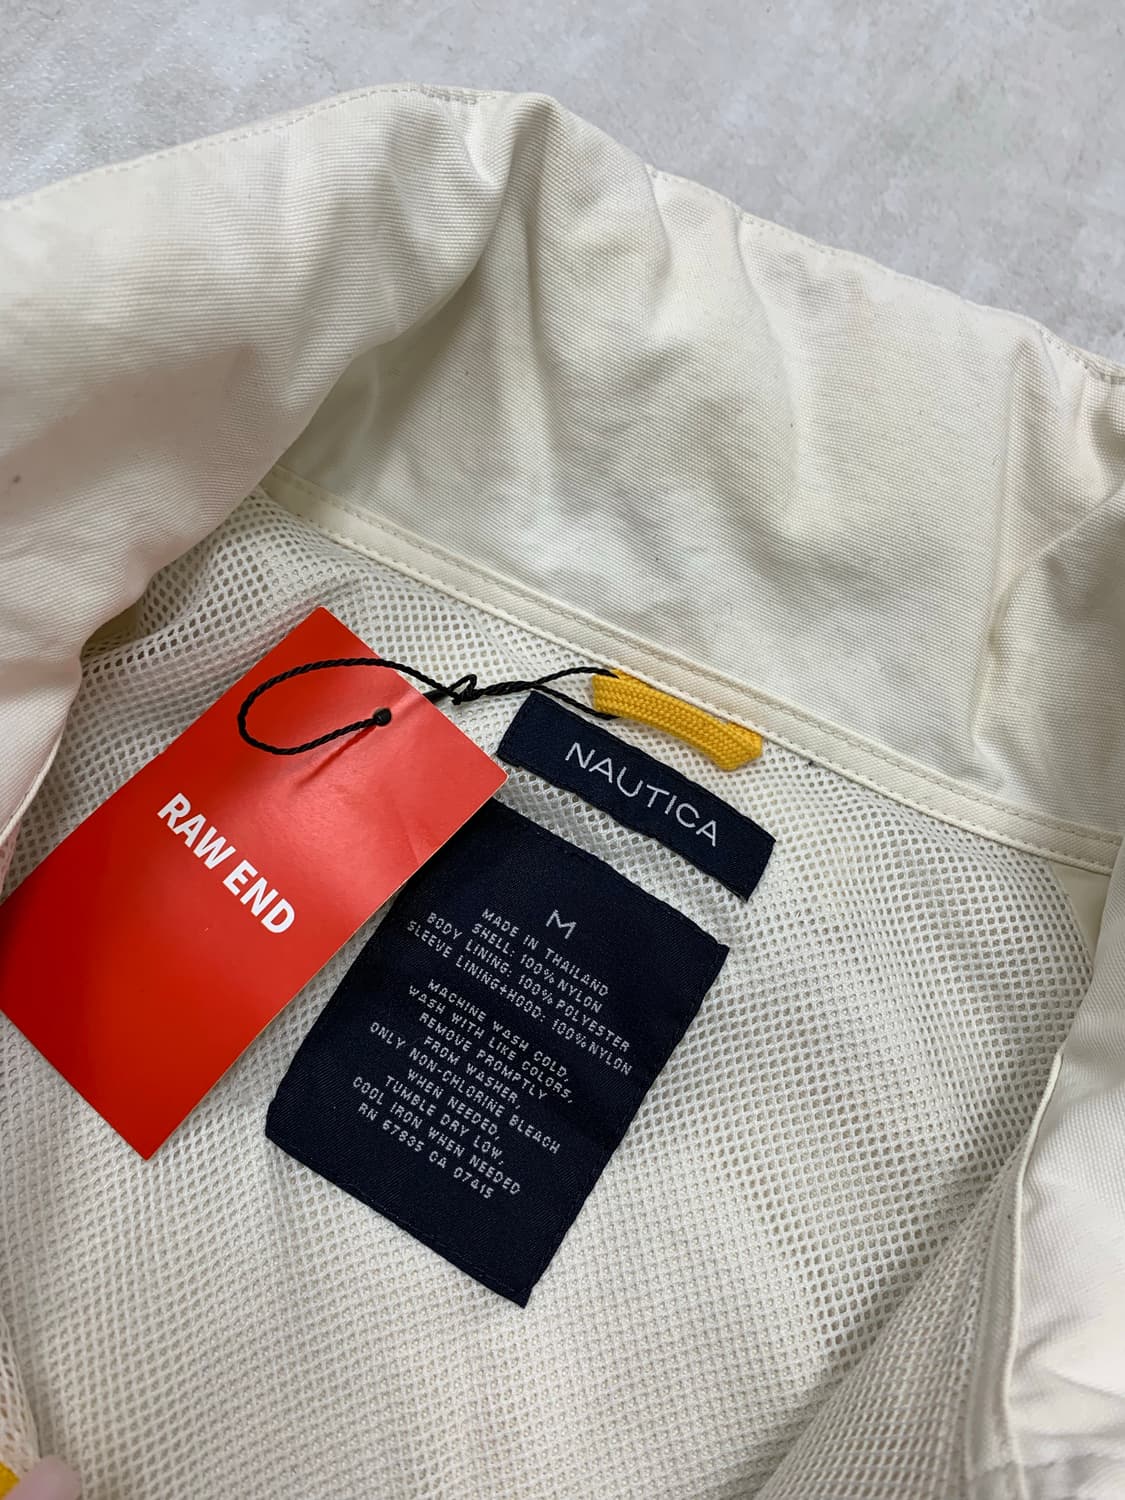 RAW END
NAUTICA
M
MADE IN THAILAND
SHELL: 100% NYLON
BODY LINING: 100% POLYESTER
SLEEVE LINING+HOOD: 100% NYLON
MACHINE WASH COLD,
WASH WITH LIKE COLORS,
REMOVE PROMPTLY
FROM WASHER,
ONLY NON-CHLORINE BLEACH
WHEN NEEDED,
TUMBLE DRY LOW,
COOL IRON WHEN NEEDED
RN 67835 CA 07415